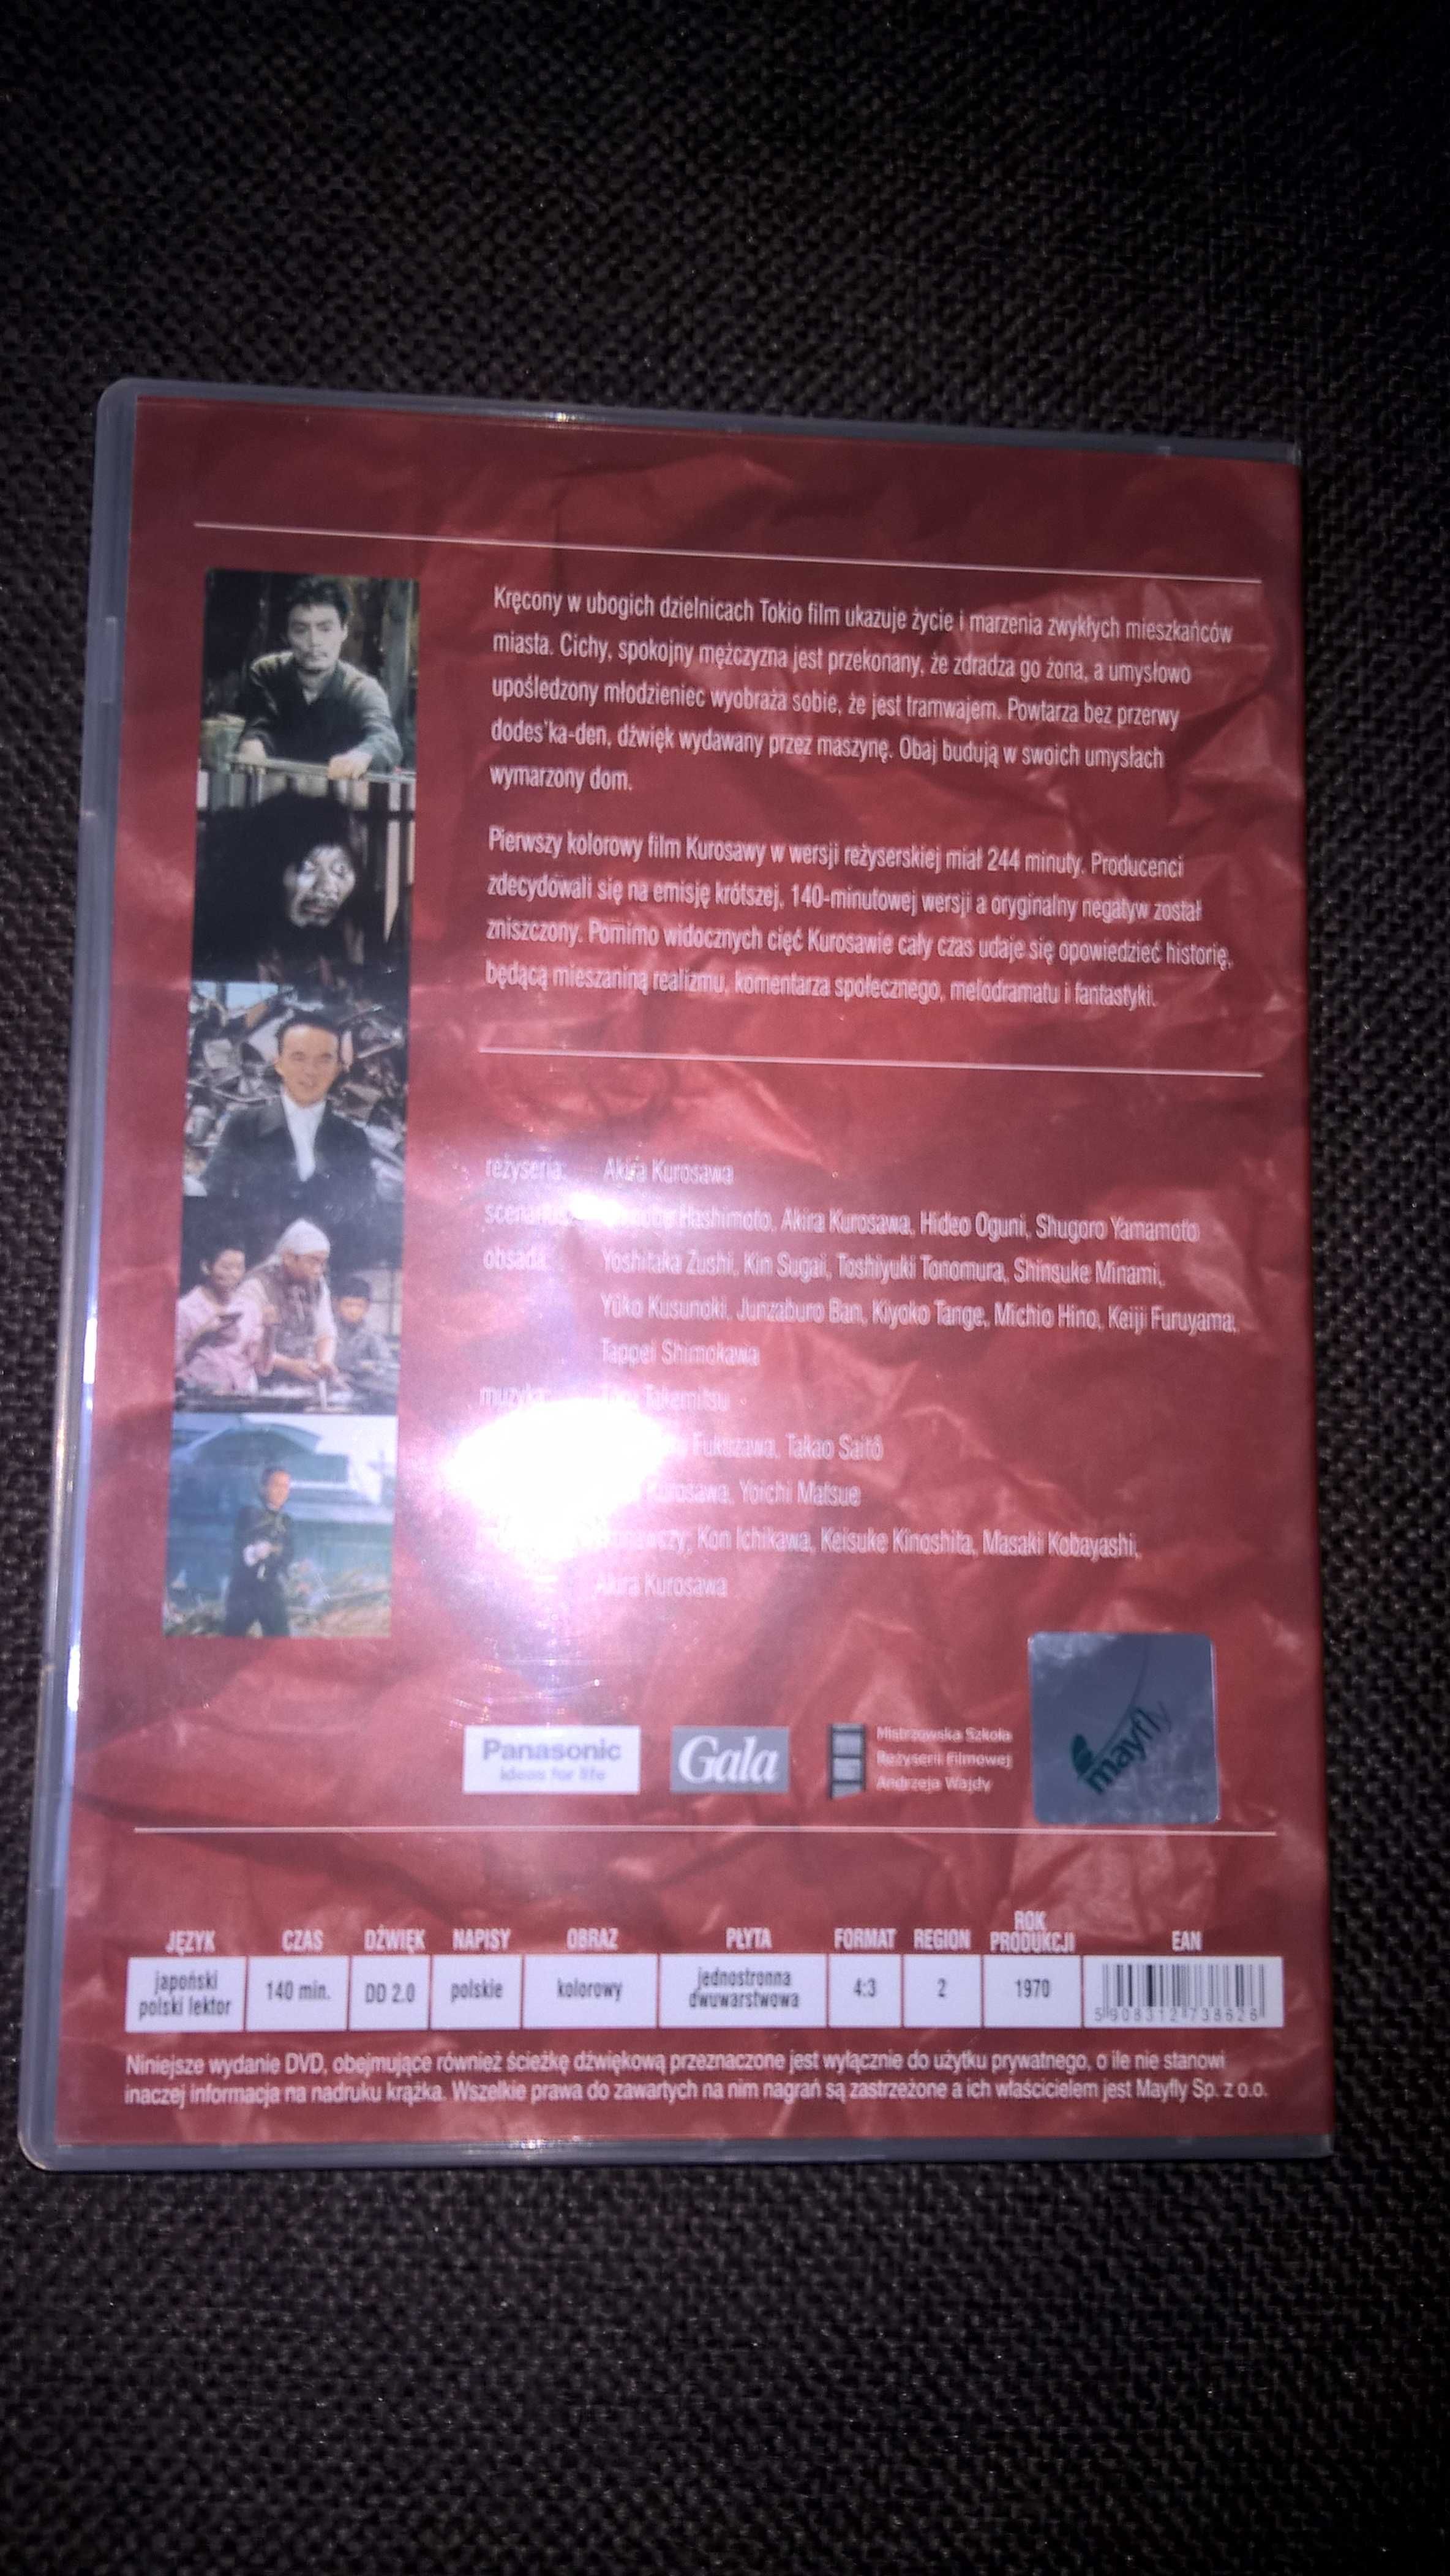 Kręcony w ubogich dzielnicach Tokio film ukazuje życie i marzenia zwykłych mieszkańców
miasta. Cichy, spokojny mężczyzna jest przekonany, że zdradza go żona, a umysłowo
upośledzony młodzieniec wyobraża sobie, że jest tramwajem. Powtarza bez przerwy
dodes'ka-den, dźwięk wydawany przez maszynę. Obaj budują w swoich umysłach
wymarzony dom.
Pierwszy kolorowy film Kurosawy w wersji reżyserskiej miał 244 minuty. Producenci
zdecydowali się na emisję krótszej, 140-minutowej wersji a oryginalny negatyw został
zniszczony. Pomimo widocznych cięć Kurosawie cały czas udaje się opowiedzieć historię,
będącą mieszaniną realizmu, komentarza społecznego, melodramatu i fantastyki.
reżyseria: Akira Kurosawa
Hashimoto, Akira Kurosawa, Hideo Oguni, Shugoro Yamamoto
obsada: Yoshitaka Zushi, Kin Sugai, Toshiyuki Tonomura, Shinsuke Minami,
Yûko Kusunoki, Junzaburo Ban, Kiyoko Tange, Michio Hino, Keiji Furuyama,
Tappei Shimokawa
muzyka: Takemitsu
Fukuzawa, Takao Saitô
Kurosawa, Yoichi Matsue
Kon Ichikawa, Keisuke Kinoshita, Masaki Kobayashi,
Akira Kurosawa
Panasonic
ideas for life
Gala
Mistrzowska Szkoła
Reżyserii Filmowej
Andrzeja Wajdy
mayfly
JĘZYK CZAS DŹWIĘK NAPISY OBRAZ PŁYTA FORMAT REGION ROK PRODUKCJI EAN
japoński polski lektor 140 min. DD 2.0 polskie kolorowy jednostronna dwuwarstwowa 4:3 2 1970
5 908312 738626
Niniejsze wydanie DVD, obejmujące również ścieżkę dźwiękową przeznaczone jest wyłącznie do użytku prywatnego, o ile nie stanowi
inaczej informacja na nadruku krążka. Wszelkie prawa do zawartych na nim nagrań są zastrzeżone a ich właścicielem jest Mayfly Sp. z o.o.